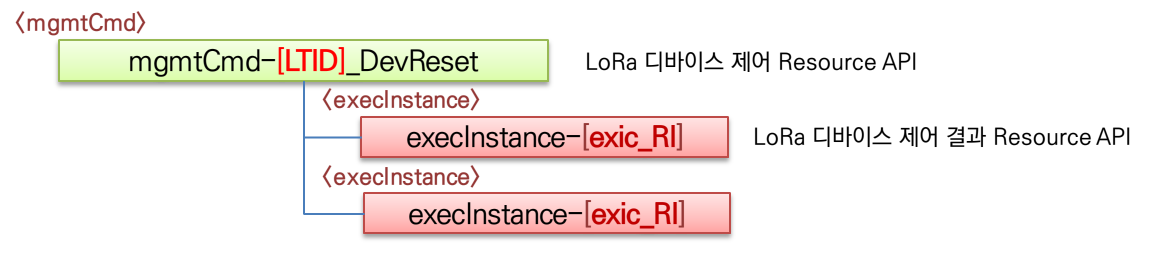 <mgmtCmd>
mgmtCmd-[LTID]_DevReset
LoRa 디바이스 제어 Resource API
<execInstance>
execInstance-[exic_RI]
LoRa 디바이스 제어 결과 Resource API
<execInstance>
execInstance-[exic_RI]